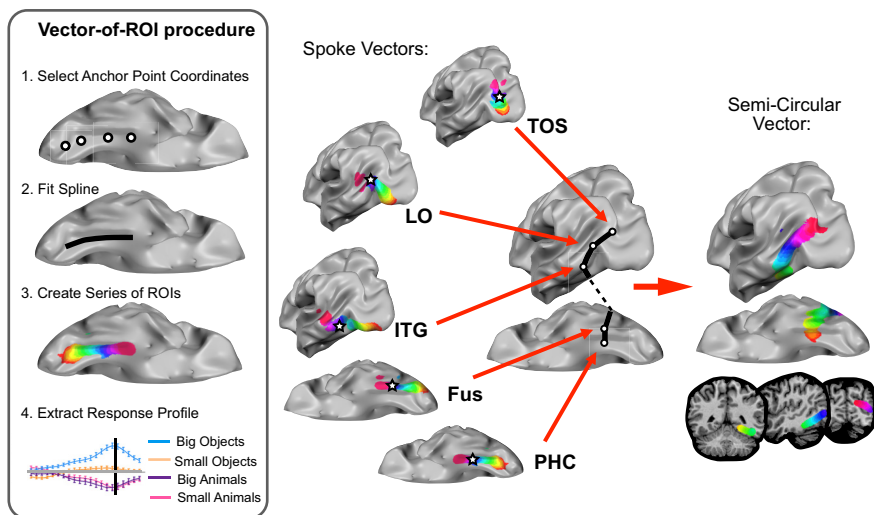 Vector-of-ROI procedure
1. Select Anchor Point Coordinates
2. Fit Spline
3. Create Series of ROIs
4. Extract Response Profile
Big Objects
Small Objects
Big Animals
Small Animals
Spoke Vectors:
TOS
LO
ITG
Fus
PHC
Semi-Circular
Vector: